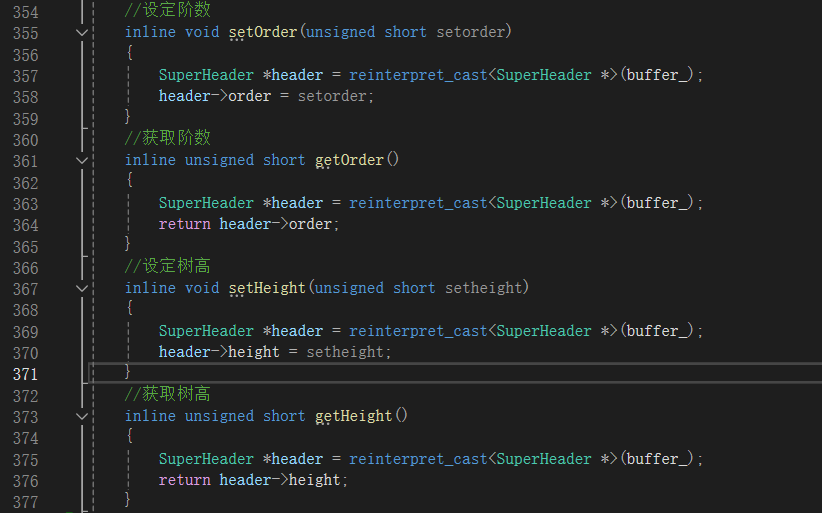 354 //设定阶数
355 inline void setOrder(unsigned short setorder)
356 {
357 SuperHeader *header = reinterpret_cast<SuperHeader *>(buffer_);
358 header->order = setorder;
359 }
360 //获取阶数
361 inline unsigned short getOrder()
362 {
363 SuperHeader *header = reinterpret_cast<SuperHeader *>(buffer_);
364 return header->order;
365 }
366 //设定树高
367 inline void setHeight(unsigned short setheight)
368 {
369 SuperHeader *header = reinterpret_cast<SuperHeader *>(buffer_);
370 header->height = setheight;
371 }
372 //获取树高
373 inline unsigned short getHeight()
374 {
375 SuperHeader *header = reinterpret_cast<SuperHeader *>(buffer_);
376 return header->height;
377 }